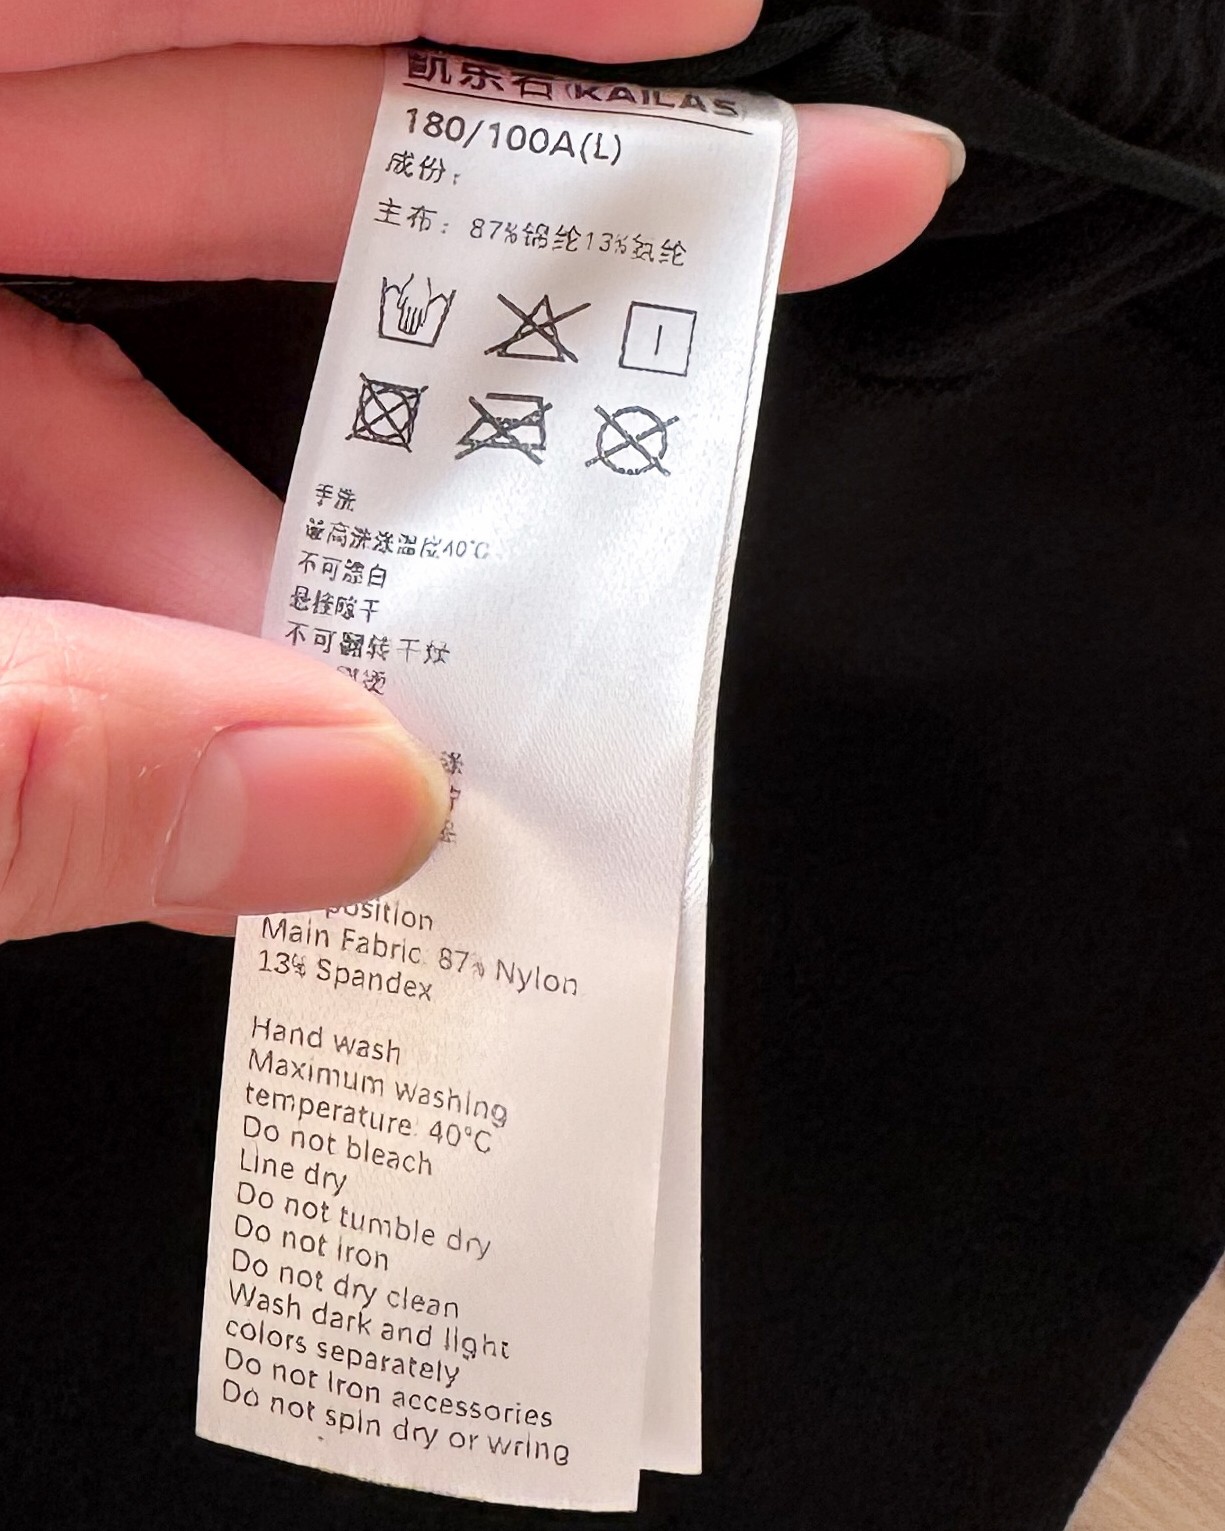 凯乐石(KAILAS)
180/100A(L)
成份:
主布: 87%锦纶13%氨纶
手洗
最高洗涤温度40℃
不可漂白
悬挂晾干
不可翻转干燥
烫
涤
position
Main Fabric: 87% Nylon
13% Spandex
Hand wash
Maximum washing
temperature: 40°C
Do not bleach
Line dry
Do not tumble dry
Do not iron
Do not dry clean
Wash dark and light
colors separately
Do not iron accessories
Do not spin dry or wring